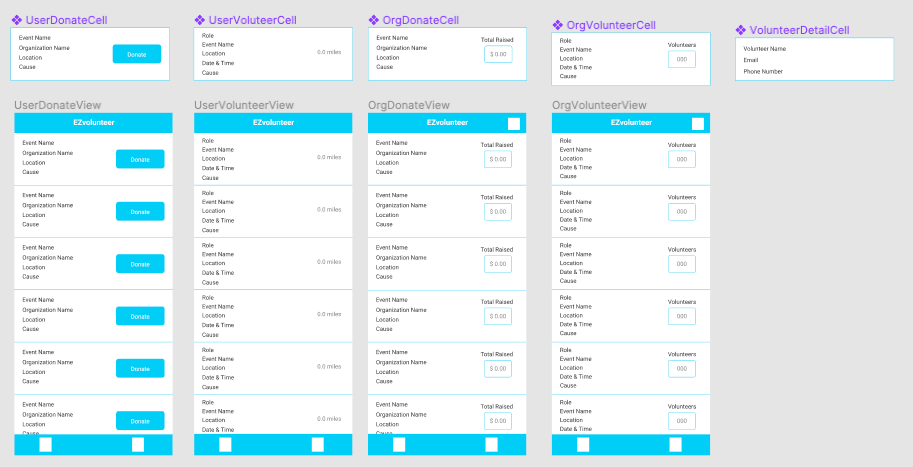 UserDonateCell
Event Name
Organization Name
Location
Cause
Donate
UserVoluteerCell
Role
Event Name
Location
Date & Time
Cause
0.0 miles
OrgDonateCell
Event Name
Organization Name
Location
Cause
Total Raised
$ 0.00
OrgVolunteerCell
Role
Event Name
Location
Date & Time
Cause
Volunteers
000
VolunteerDetailCell
Volunteer Name
Email
Phone Number
UserDonateView
EZvolunteer
Event Name
Organization Name
Location
Cause
Donate
Event Name
Organization Name
Location
Cause
Donate
Event Name
Organization Name
Location
Cause
Donate
Event Name
Organization Name
Location
Cause
Donate
Event Name
Organization Name
Location
Cause
Donate
Event Name
Organization Name
Location
Cause
Donate
UserVolunteerView
EZvolunteer
Role
Event Name
Location
Date & Time
Cause
0.0 miles
Role
Event Name
Location
Date & Time
Cause
0.0 miles
Role
Event Name
Location
Date & Time
Cause
0.0 miles
Role
Event Name
Location
Date & Time
Cause
0.0 miles
Role
Event Name
Location
Date & Time
Cause
0.0 miles
Role
Event Name
Location
Date & Time
0.0 miles
OrgDonateView
EZvolunteer
Event Name
Organization Name
Location
Cause
Total Raised
$ 0.00
Event Name
Organization Name
Location
Cause
Total Raised
$ 0.00
Event Name
Organization Name
Location
Cause
Total Raised
$ 0.00
Event Name
Organization Name
Location
Cause
Total Raised
$ 0.00
Event Name
Organization Name
Location
Cause
Total Raised
$ 0.00
Event Name
Organization Name
Location
Cause
Total Raised
$ 0.00
OrgVolunteerView
EZvolunteer
Role
Event Name
Location
Date & Time
Cause
Volunteers
000
Role
Event Name
Location
Date & Time
Cause
Volunteers
000
Role
Event Name
Location
Date & Time
Cause
Volunteers
000
Role
Event Name
Location
Date & Time
Cause
Volunteers
000
Role
Event Name
Location
Date & Time
Cause
Volunteers
000
Role
Event Name
Location
Date & Time
Volunteers
000